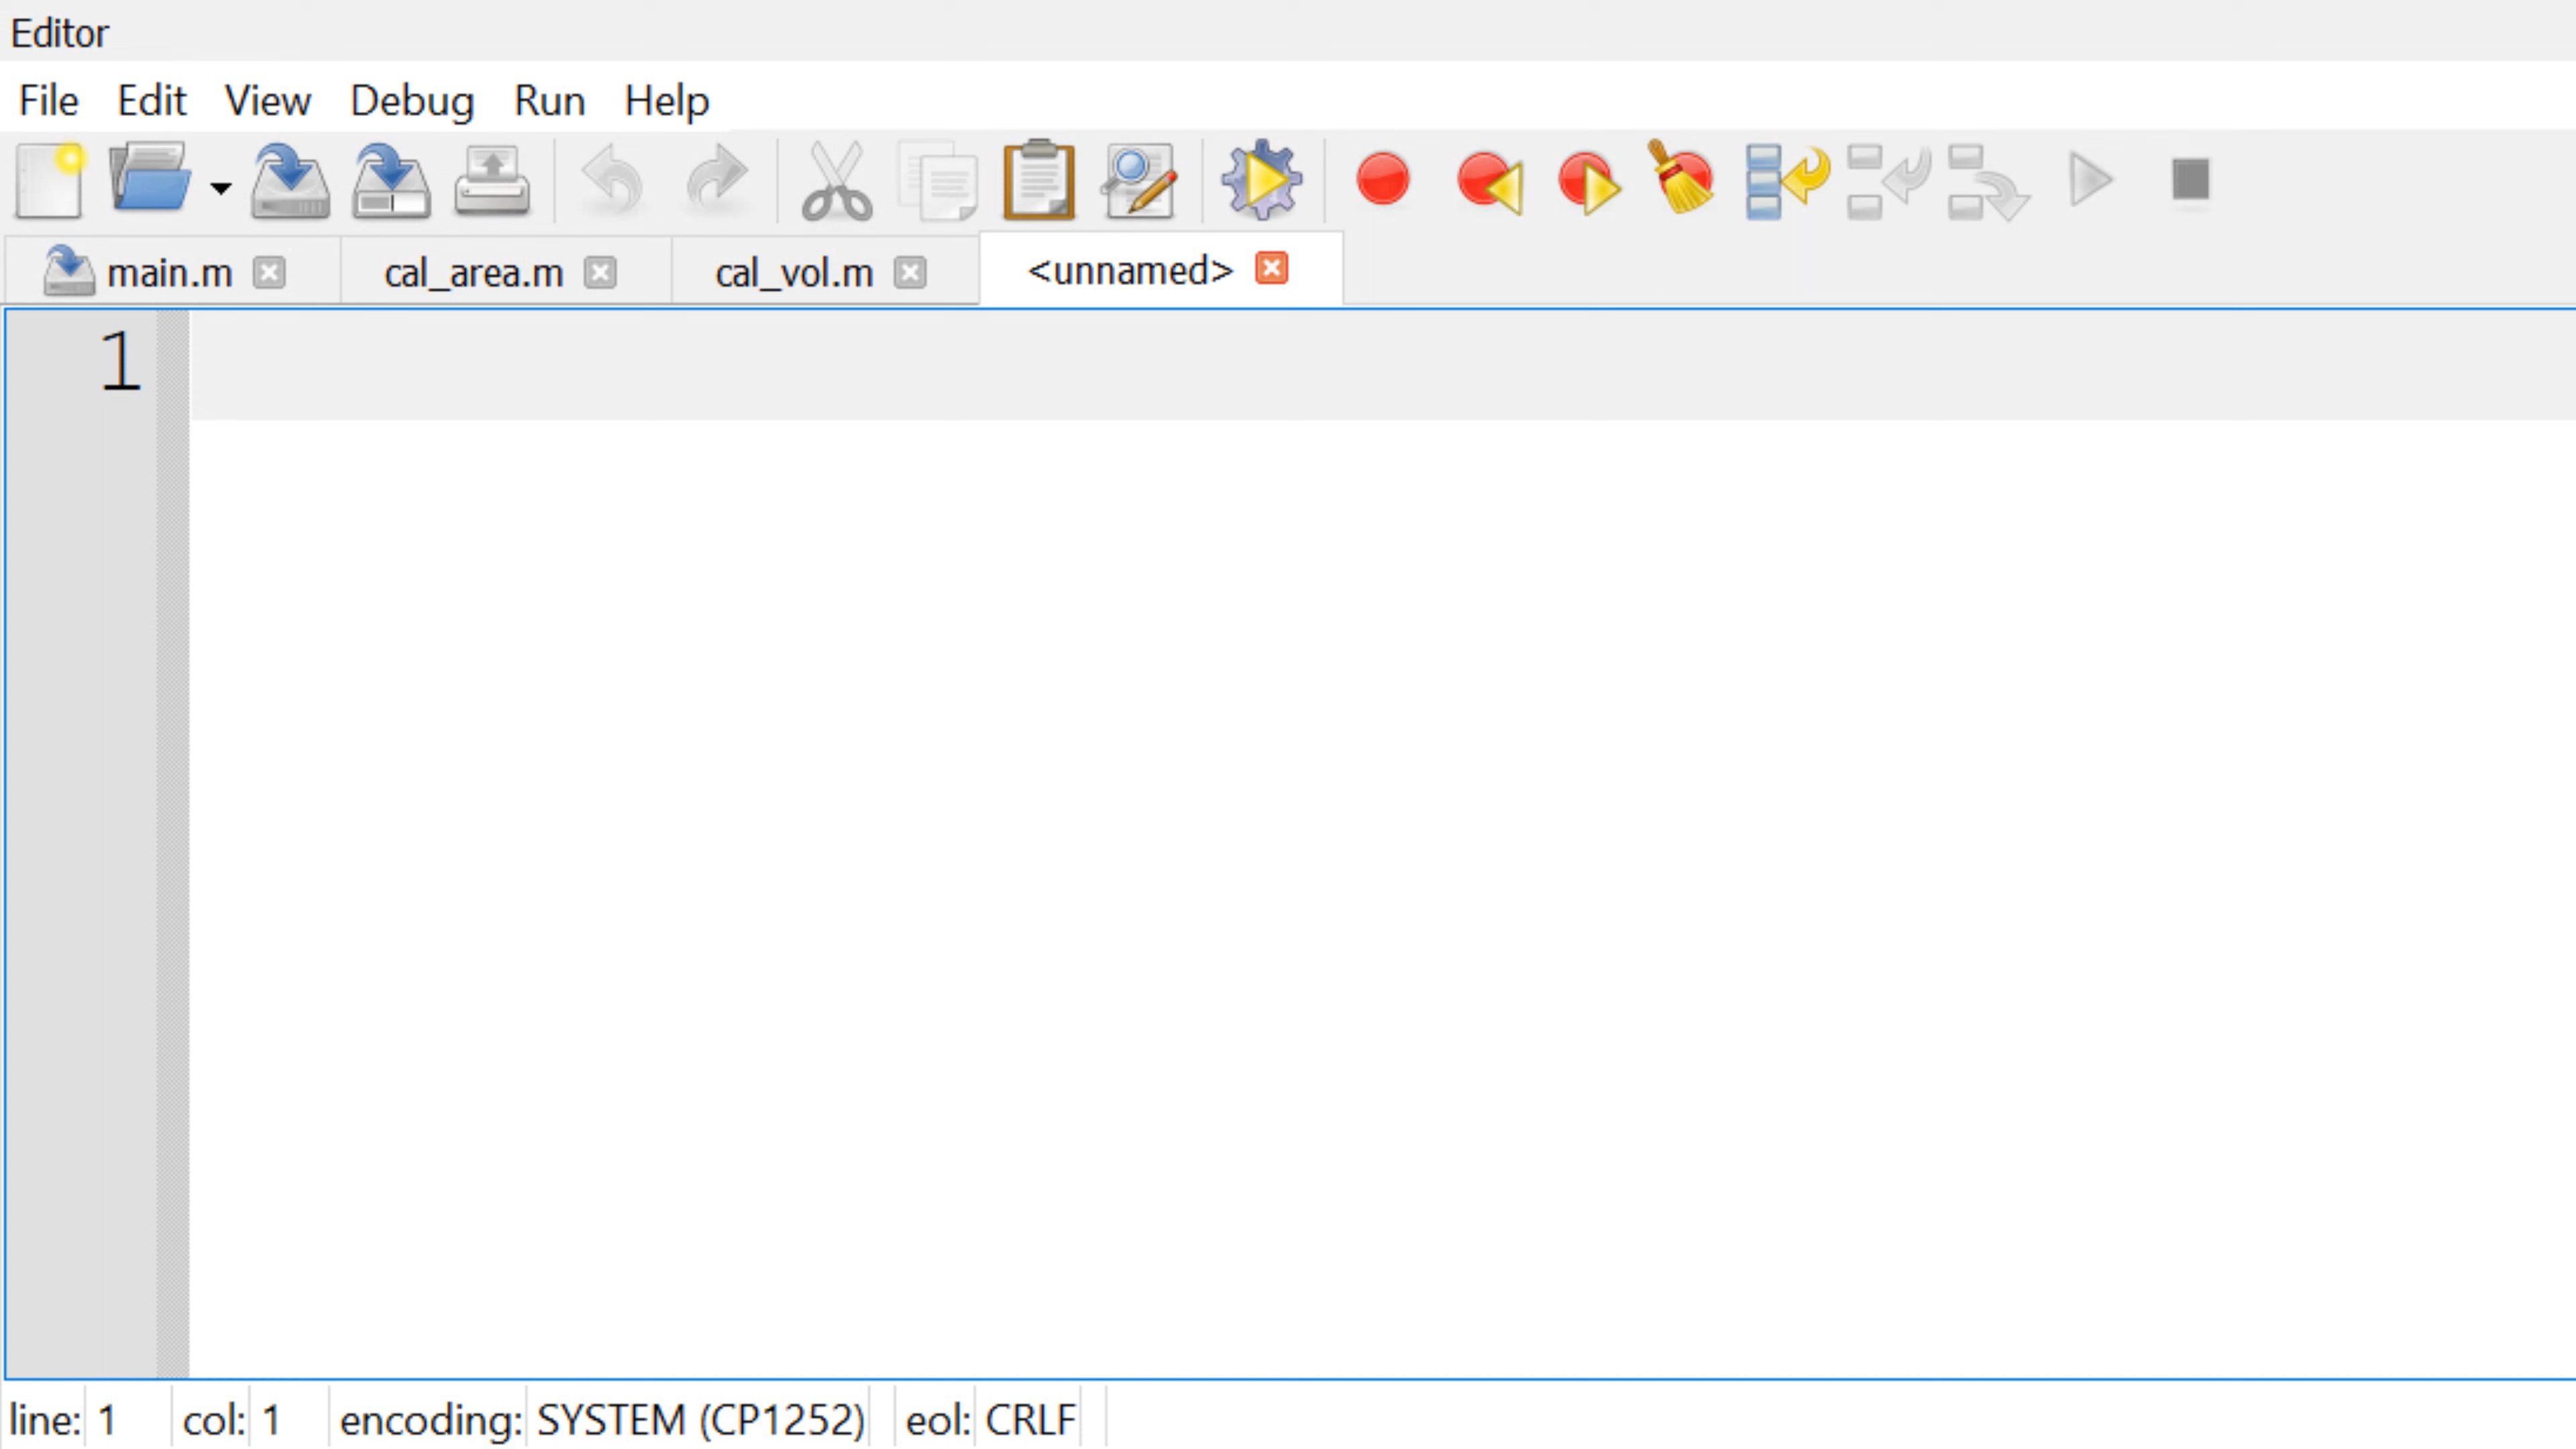 Editor
File Edit View Debug Run Help
main.m cal_area.m cal_vol.m <unnamed>
1
line: 1 col: 1 encoding: SYSTEM (CP1252) eol: CRLF